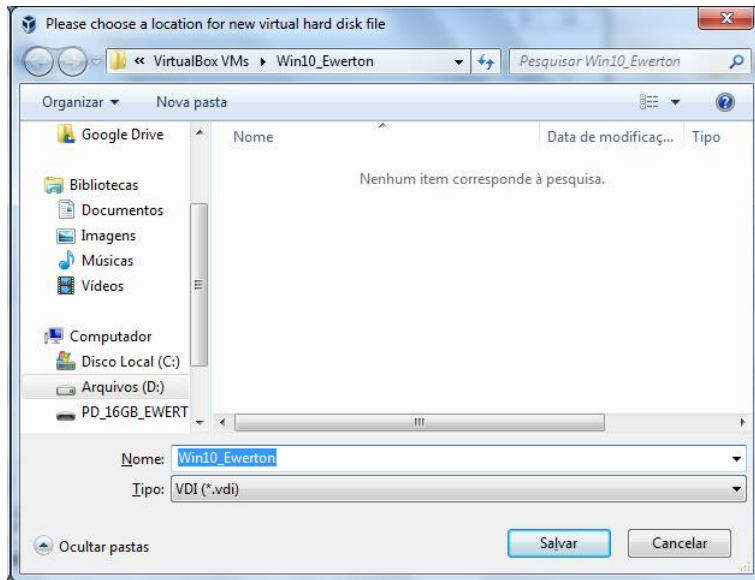 Please choose a location for new virtual hard disk file
« VirtualBox VMs Win10_Ewerton Pesquisar Win10_Ewerton
Organizar Nova pasta
Google Drive
Bibliotecas
Documentos
Imagens
Músicas
Vídeos
Computador
Disco Local (C:)
Arquivos (D:)
PD_16GB_EWERT
Nome Data de modificaç... Tipo
Nenhum item corresponde à pesquisa.
Nome: Win10_Ewerton
Tipo: VDI (*.vdi)
Ocultar pastas Salvar Cancelar